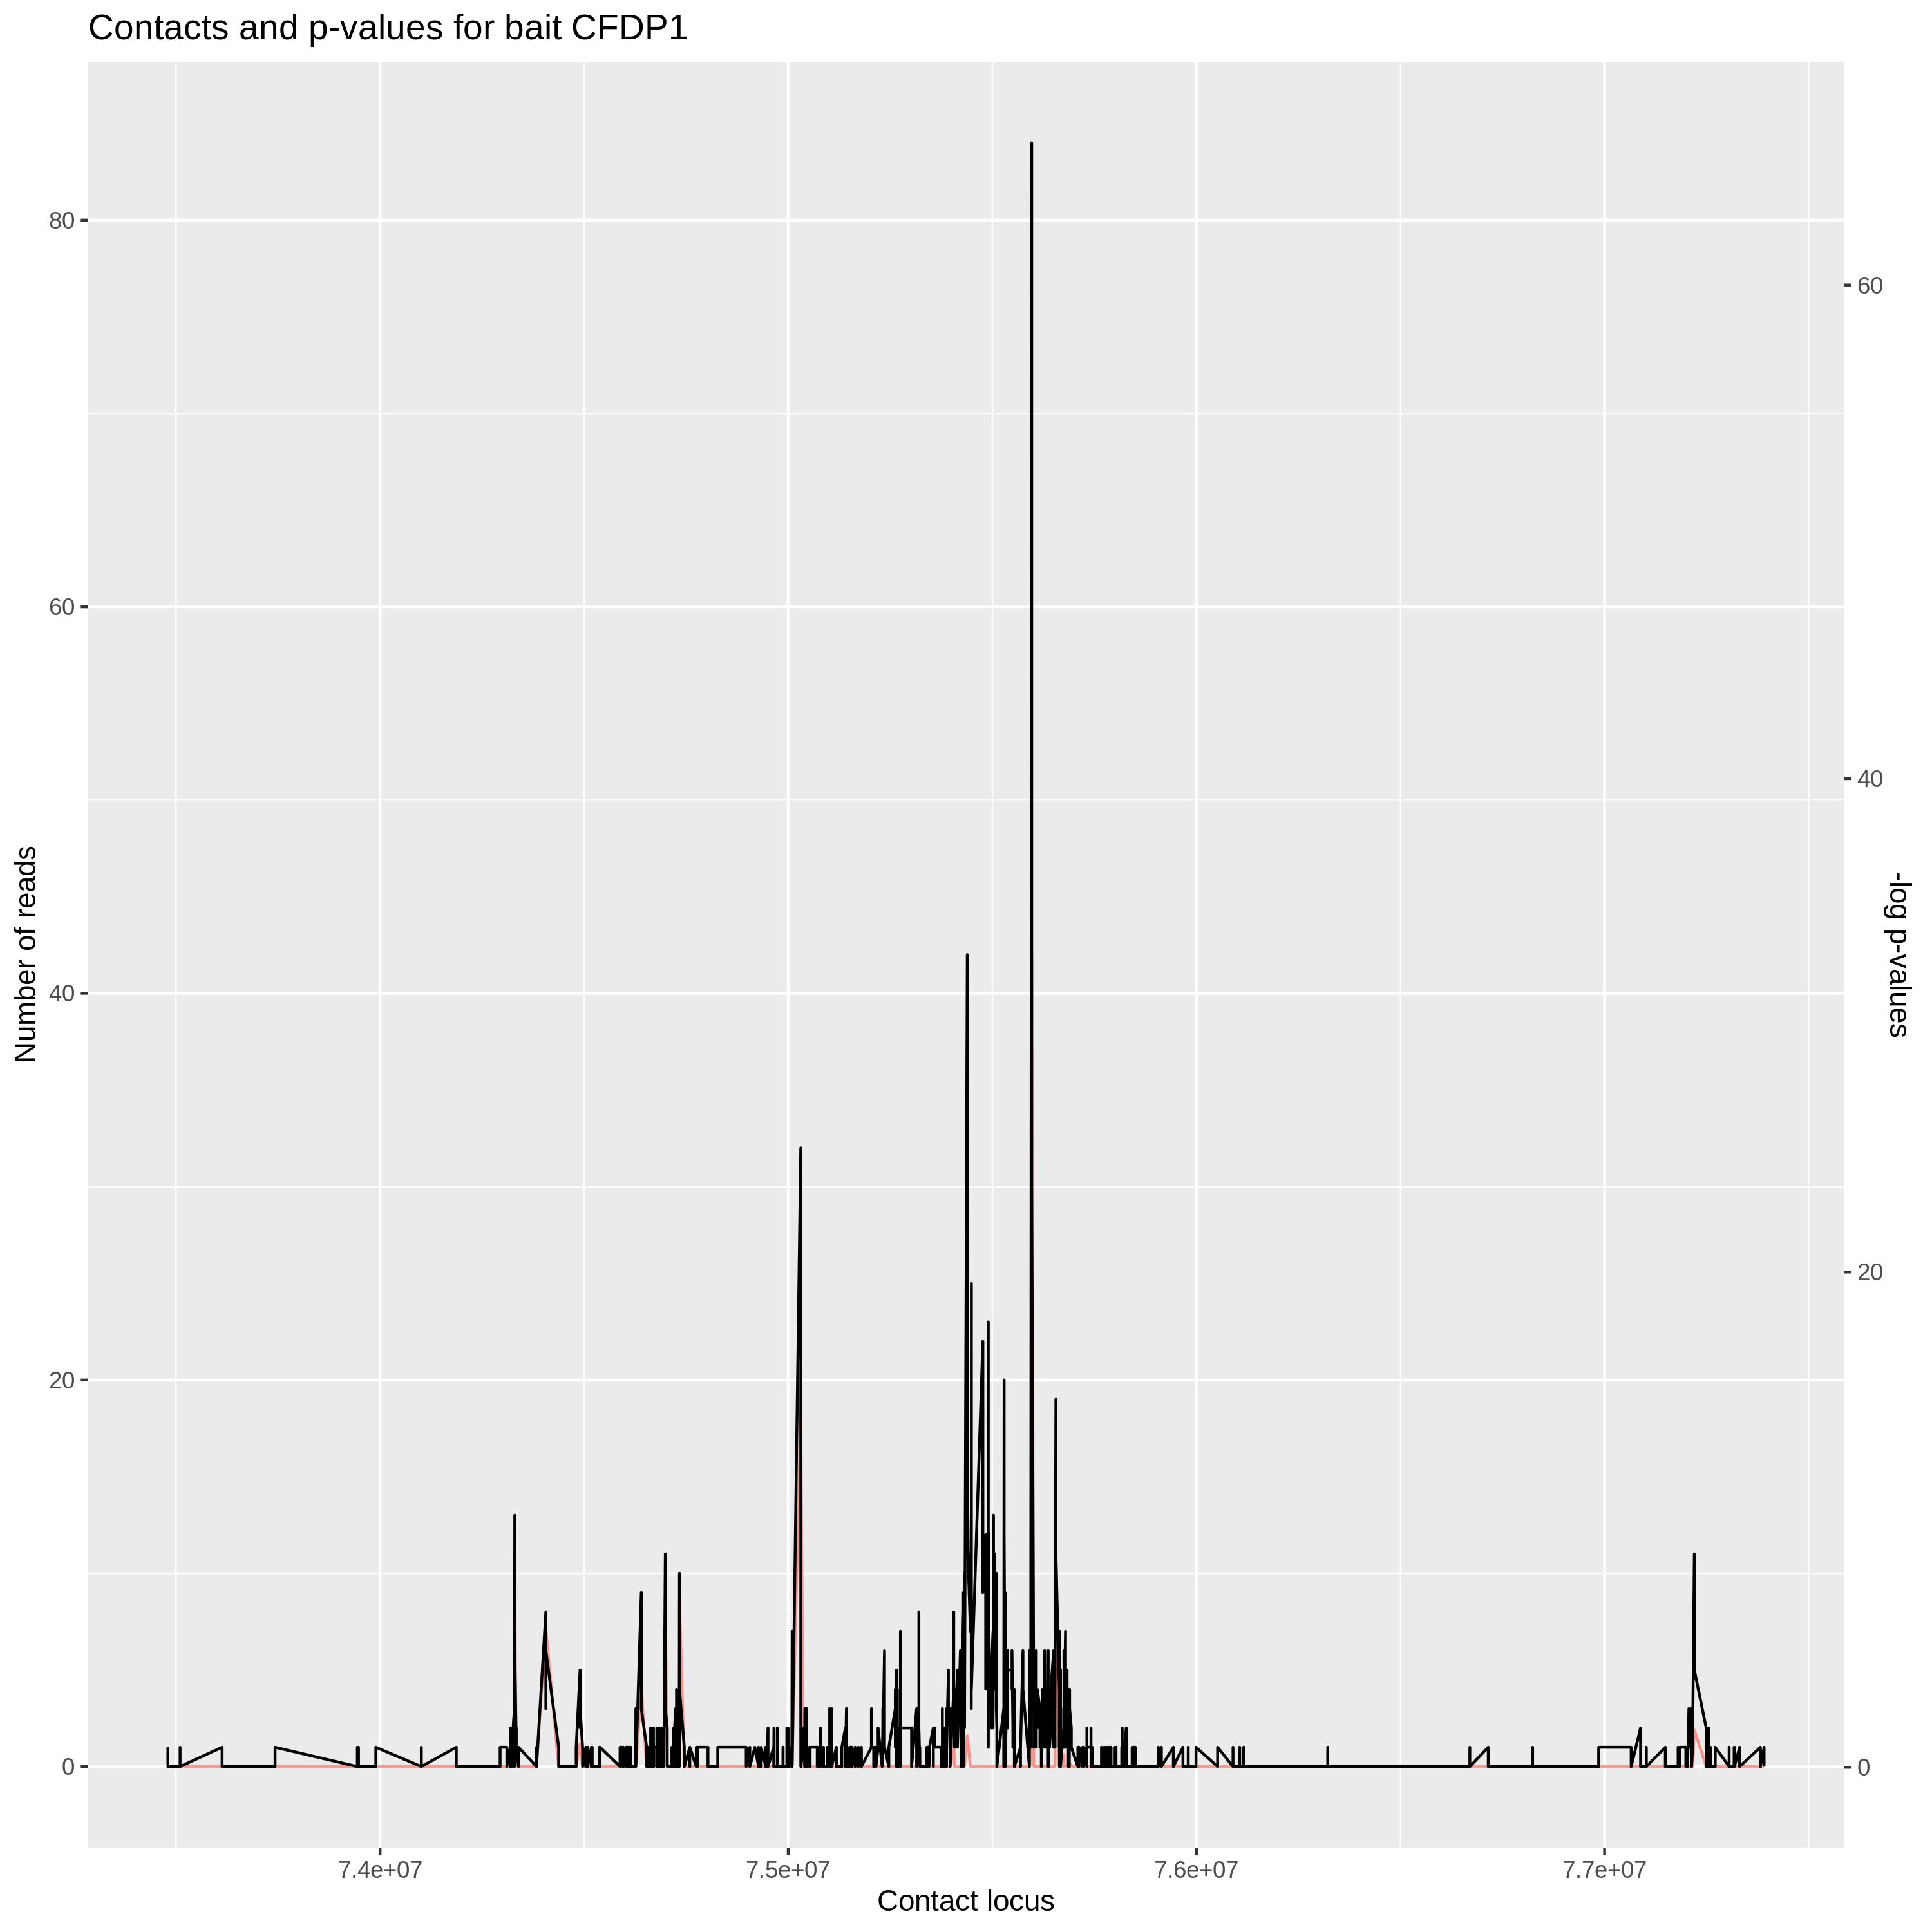 Contacts and p-values for bait CFDP1
80
60
40
20
0
Number of reads
60
40
20
0
-log p-values
7.4e+07
7.5e+07
7.6e+07
7.7e+07
Contact locus